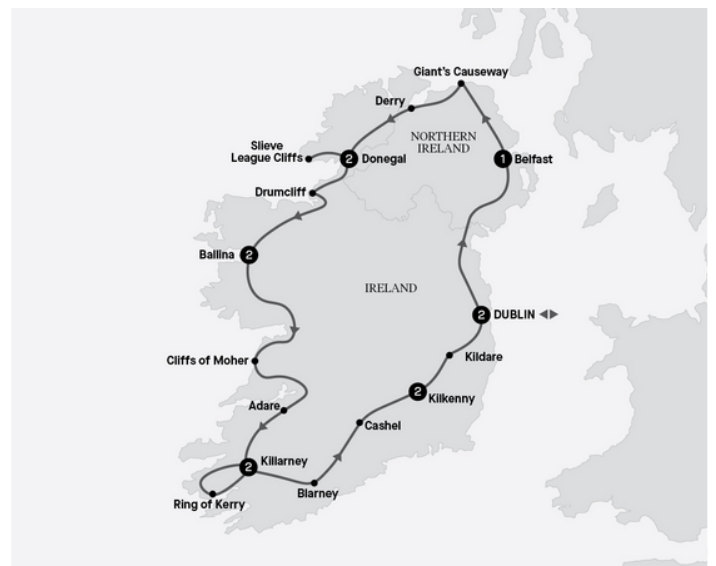 Giant's Causeway
Derry
NORTHERN
IRELAND
Slieve
League Cliffs
2 Donegal
1 Belfast
Drumcliff
Ballina 2
IRELAND
2 DUBLIN
Cliffs of Moher
Kildare
2 Kilkenny
Adare
Cashel
2 Killarney
Blarney
Ring of Kerry